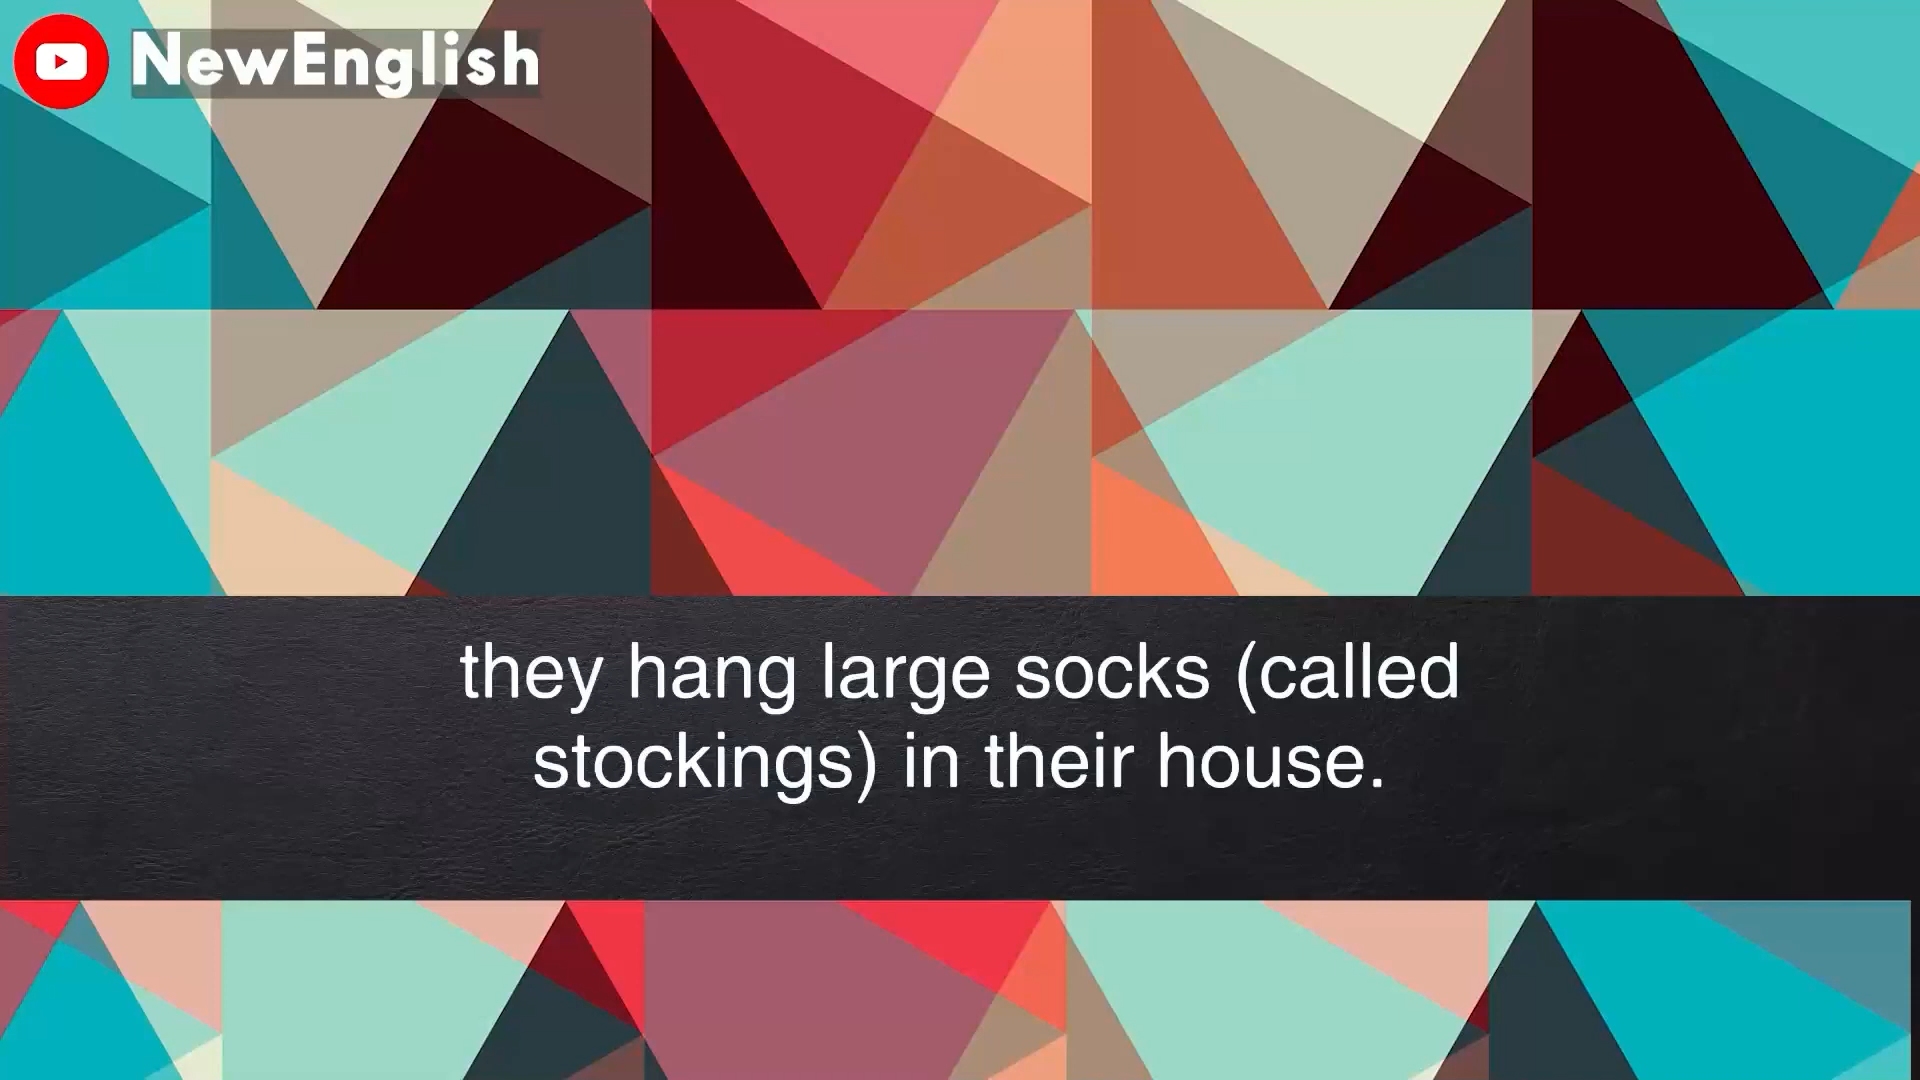 NewEnglish
they hang large socks (called
stockings) in their house.